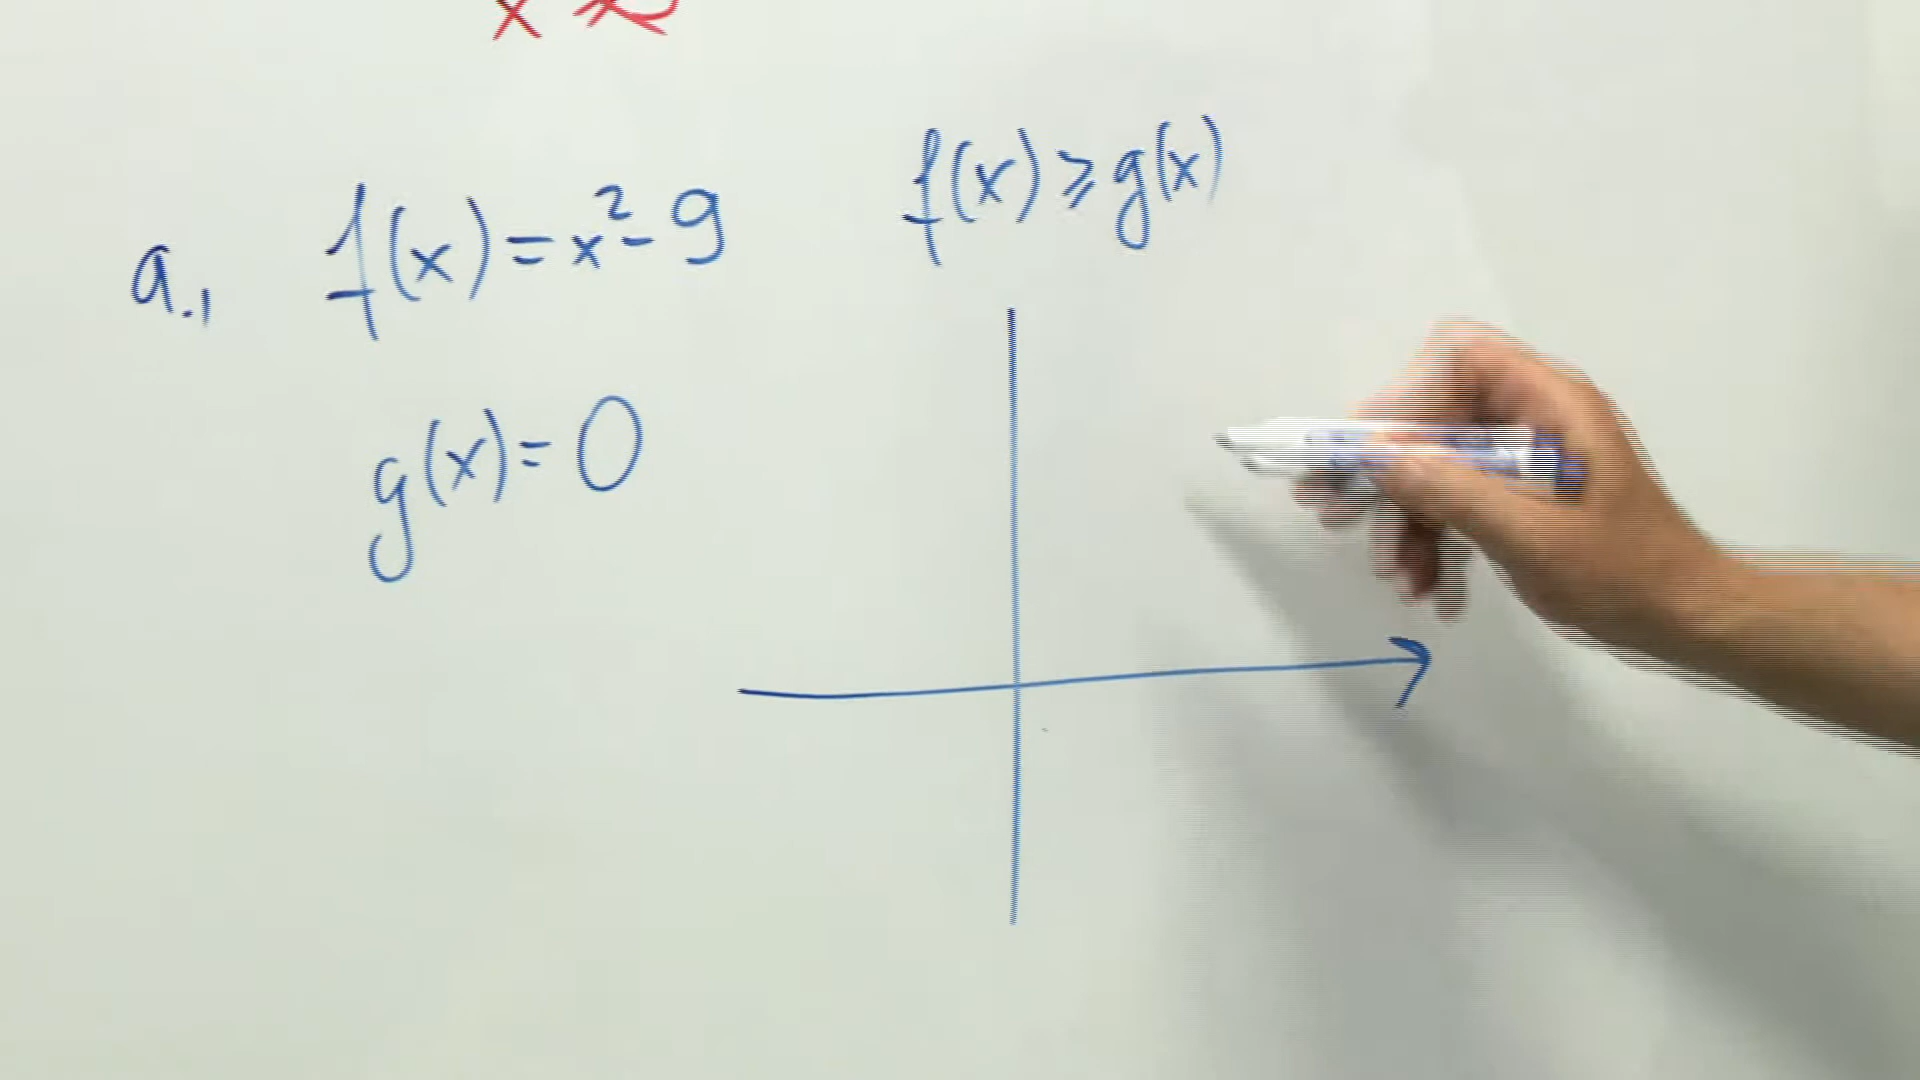 a., f(x) = x² - 9
f(x) ≥ g(x)
g(x) = 0